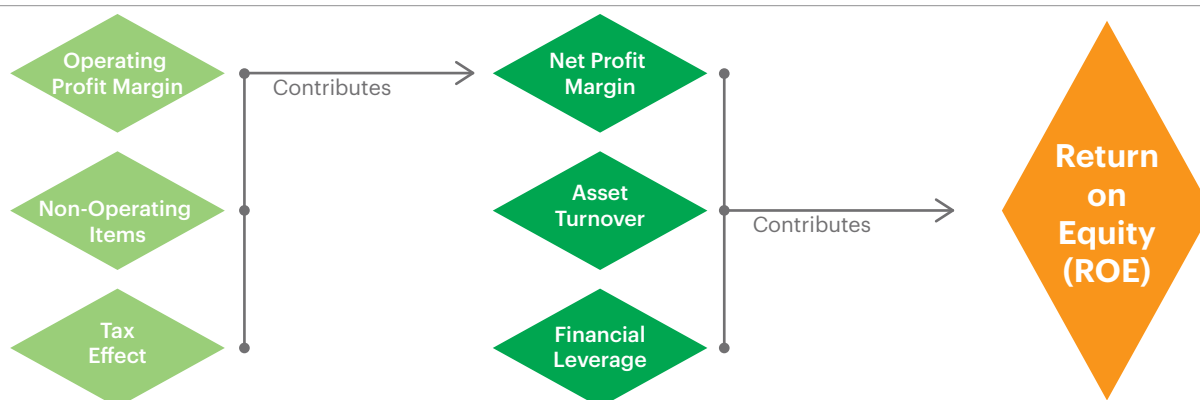 Operating
Profit Margin
Contributes
Net Profit
Margin
Non-Operating
Items
Asset
Turnover
Contributes
Return
on
Equity
(ROE)
Tax
Effect
Financial
Leverage